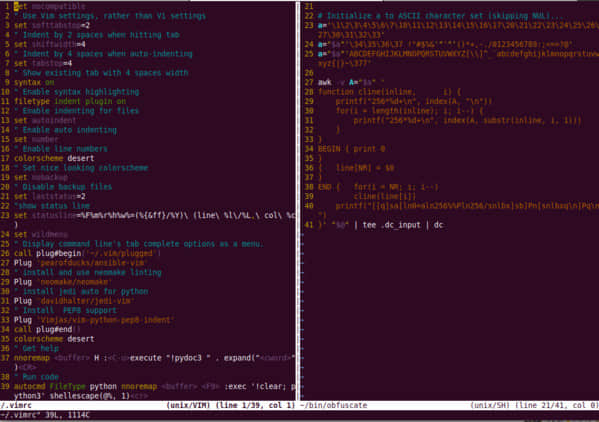 1 set nocompatible
2 " Use Vim settings, rather than Vi settings
3 set softtabstop=2
4 " Indent by 2 spaces when hitting tab
5 set shiftwidth=4
6 " Indent by 4 spaces when auto-indenting
7 set tabstop=4
8 " Show existing tab with 4 spaces width
9 syntax on
10 " Enable syntax highlighting
11 filetype indent plugin on
12 " Enable indenting for files
13 set autoindent
14 " Enable auto indenting
15 set number
16 " Enable line numbers
17 colorscheme desert
18 " Set nice looking colorscheme
19 set nobackup
20 " Disable backup files
21 set laststatus=2
22 "show status line
23 set statusline=%F%m%r%h%w%=(%{&ff}/%Y)\ (line\ %l\/%L,\ col\ %c
)
24 set wildmenu
25 " Display command line's tab complete options as a menu.
26 call plug#begin('~/.vim/plugged')
27 Plug 'pearofducks/ansible-vim'
28 " install and use neomake linting
29 Plug 'neomake/neomake'
30 " install jedi auto for python
31 Plug 'davidhalter/jedi-vim'
32 " Install  PEP8 support
33 Plug 'Vimjas/vim-python-pep8-indent'
34 call plug#end()
35 colorscheme desert
36 " Get help
37 nnoremap <buffer> H :<C-u>execute "!pydoc3 " . expand("<cword>"
)<CR>
38 " Run code
39 autocmd FileType python nnoremap <buffer> <F9> :exec '!clear; p
ython3' shellescape(@%, 1)<cr>
/.vimrc (unix/VIM) (line 1/39, col 1)
~/.vimrc" 39L, 1114C
21
22 # Initialize a to ASCII character set (skipping NUL)...
23 a='\1\2\3\4\5\6\7\10\11\12\13\14\15\16\17\20\21\22\23\24\25\26\
27\30\31\32\33'
24 a="$a"'\34\35\36\37 !"#$%&'"'"'()*+,-./0123456789:;<=>?@'
25 a="$a"'ABCDEFGHIJKLMNOPQRSTUVWXYZ[\\]^_`abcdefghijklmnopqrstuvw
xyz{|}~\377'
26
27 awk -v A="$a" '
28 function cline(inline,      i) {
29     printf("256*%d+\n", index(A, "\n"))
30     for(i = length(inline); i; i--) {
31         printf("256*%d+\n", index(A, substr(inline, i, 1)))
32     }
33 }
34 BEGIN { print 0
35 }
36 {   line[NR] = $0
37 }
38 END {   for(i = NR; i; i--)
39         cline(line[i])
41 )' "$@" | tee .dc_input | dc
~/bin/obfuscate (unix/SH) (line 21/41, col 0)